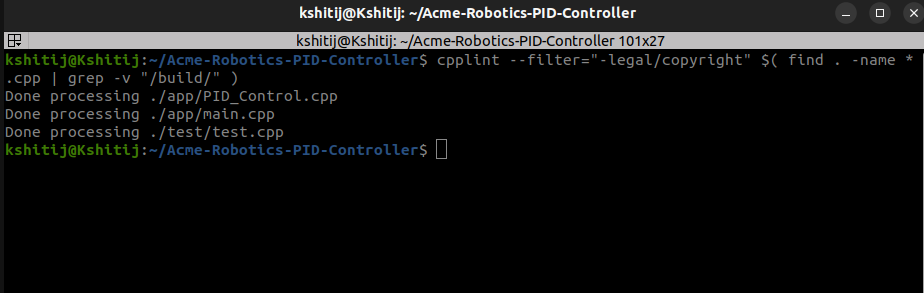 kshitij@Kshitij: ~/Acme-Robotics-PID-Controller
kshitij@Kshitij: ~/Acme-Robotics-PID-Controller 101x27
kshitij@Kshitij:~/Acme-Robotics-PID-Controller$ cpplint --filter="-legal/copyright" $( find . -name *
.cpp | grep -v "/build/" )
Done processing ./app/PID_Control.cpp
Done processing ./app/main.cpp
Done processing ./test/test.cpp
kshitij@Kshitij:~/Acme-Robotics-PID-Controller$